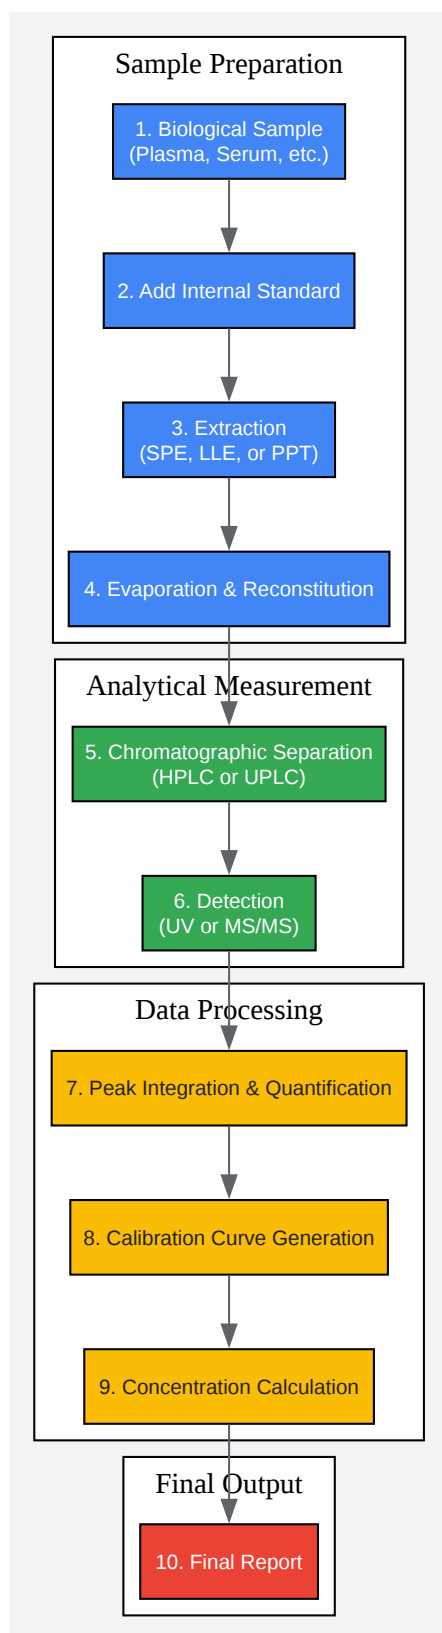 Sample Preparation
1. Biological Sample
(Plasma, Serum, etc.)
2. Add Internal Standard
3. Extraction
(SPE, LLE, or PPT)
4. Evaporation & Reconstitution
Analytical Measurement
5. Chromatographic Separation
(HPLC or UPLC)
6. Detection
(UV or MS/MS)
Data Processing
7. Peak Integration & Quantification
8. Calibration Curve Generation
9. Concentration Calculation
Final Output
10. Final Report